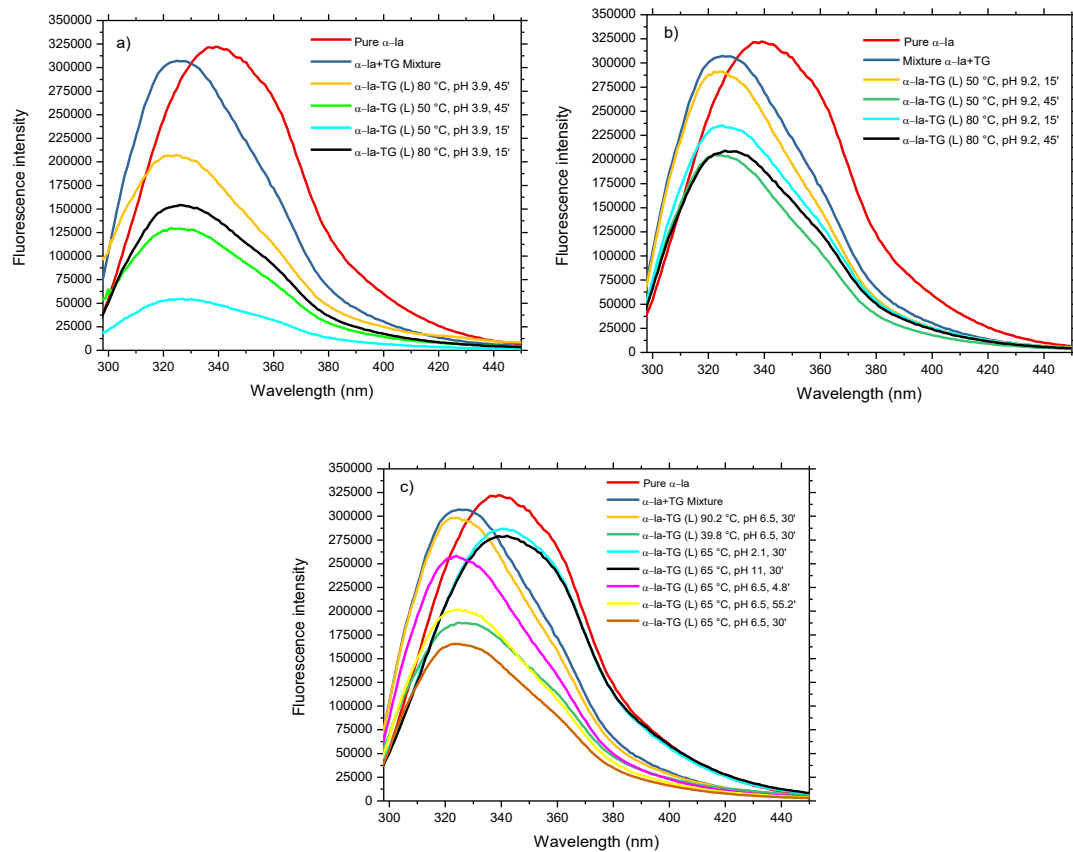 a)
Pure α–la
α–la+TG Mixture
α–la-TG (L) 80 °C, pH 3.9, 45'
α–la-TG (L) 50 °C, pH 3.9, 45'
α–la-TG (L) 50 °C, pH 3.9, 15'
α–la-TG (L) 80 °C, pH 3.9, 15'
Fluorescence intensity
350000
325000
300000
275000
250000
225000
200000
175000
150000
125000
100000
75000
50000
25000
0
300 320 340 360 380 400 420 440
Wavelength (nm)
b)
Pure α–la
Mixture α–la+TG
α–la-TG (L) 50 °C, pH 9.2, 15'
α–la-TG (L) 50 °C, pH 9.2, 45'
α–la-TG (L) 80 °C, pH 9.2, 15'
α–la-TG (L) 80 °C, pH 9.2, 45'
Fluorescence intensity
350000
325000
300000
275000
250000
225000
200000
175000
150000
125000
100000
75000
50000
25000
0
300 320 340 360 380 400 420 440
Wavelength (nm)
c)
Pure α–la
α–la+TG Mixture
α–la-TG (L) 90.2 °C, pH 6.5, 30'
α–la-TG (L) 39.8 °C, pH 6.5, 30'
α–la-TG (L) 65 °C, pH 2.1, 30'
α–la-TG (L) 65 °C, pH 11, 30'
α–la-TG (L) 65 °C, pH 6.5, 4.8'
α–la-TG (L) 65 °C, pH 6.5, 55.2'
α–la-TG (L) 65 °C, pH 6.5, 30'
Fluorescence intensity
350000
325000
300000
275000
250000
225000
200000
175000
150000
125000
100000
75000
50000
25000
0
300 320 340 360 380 400 420 440
Wavelength (nm)